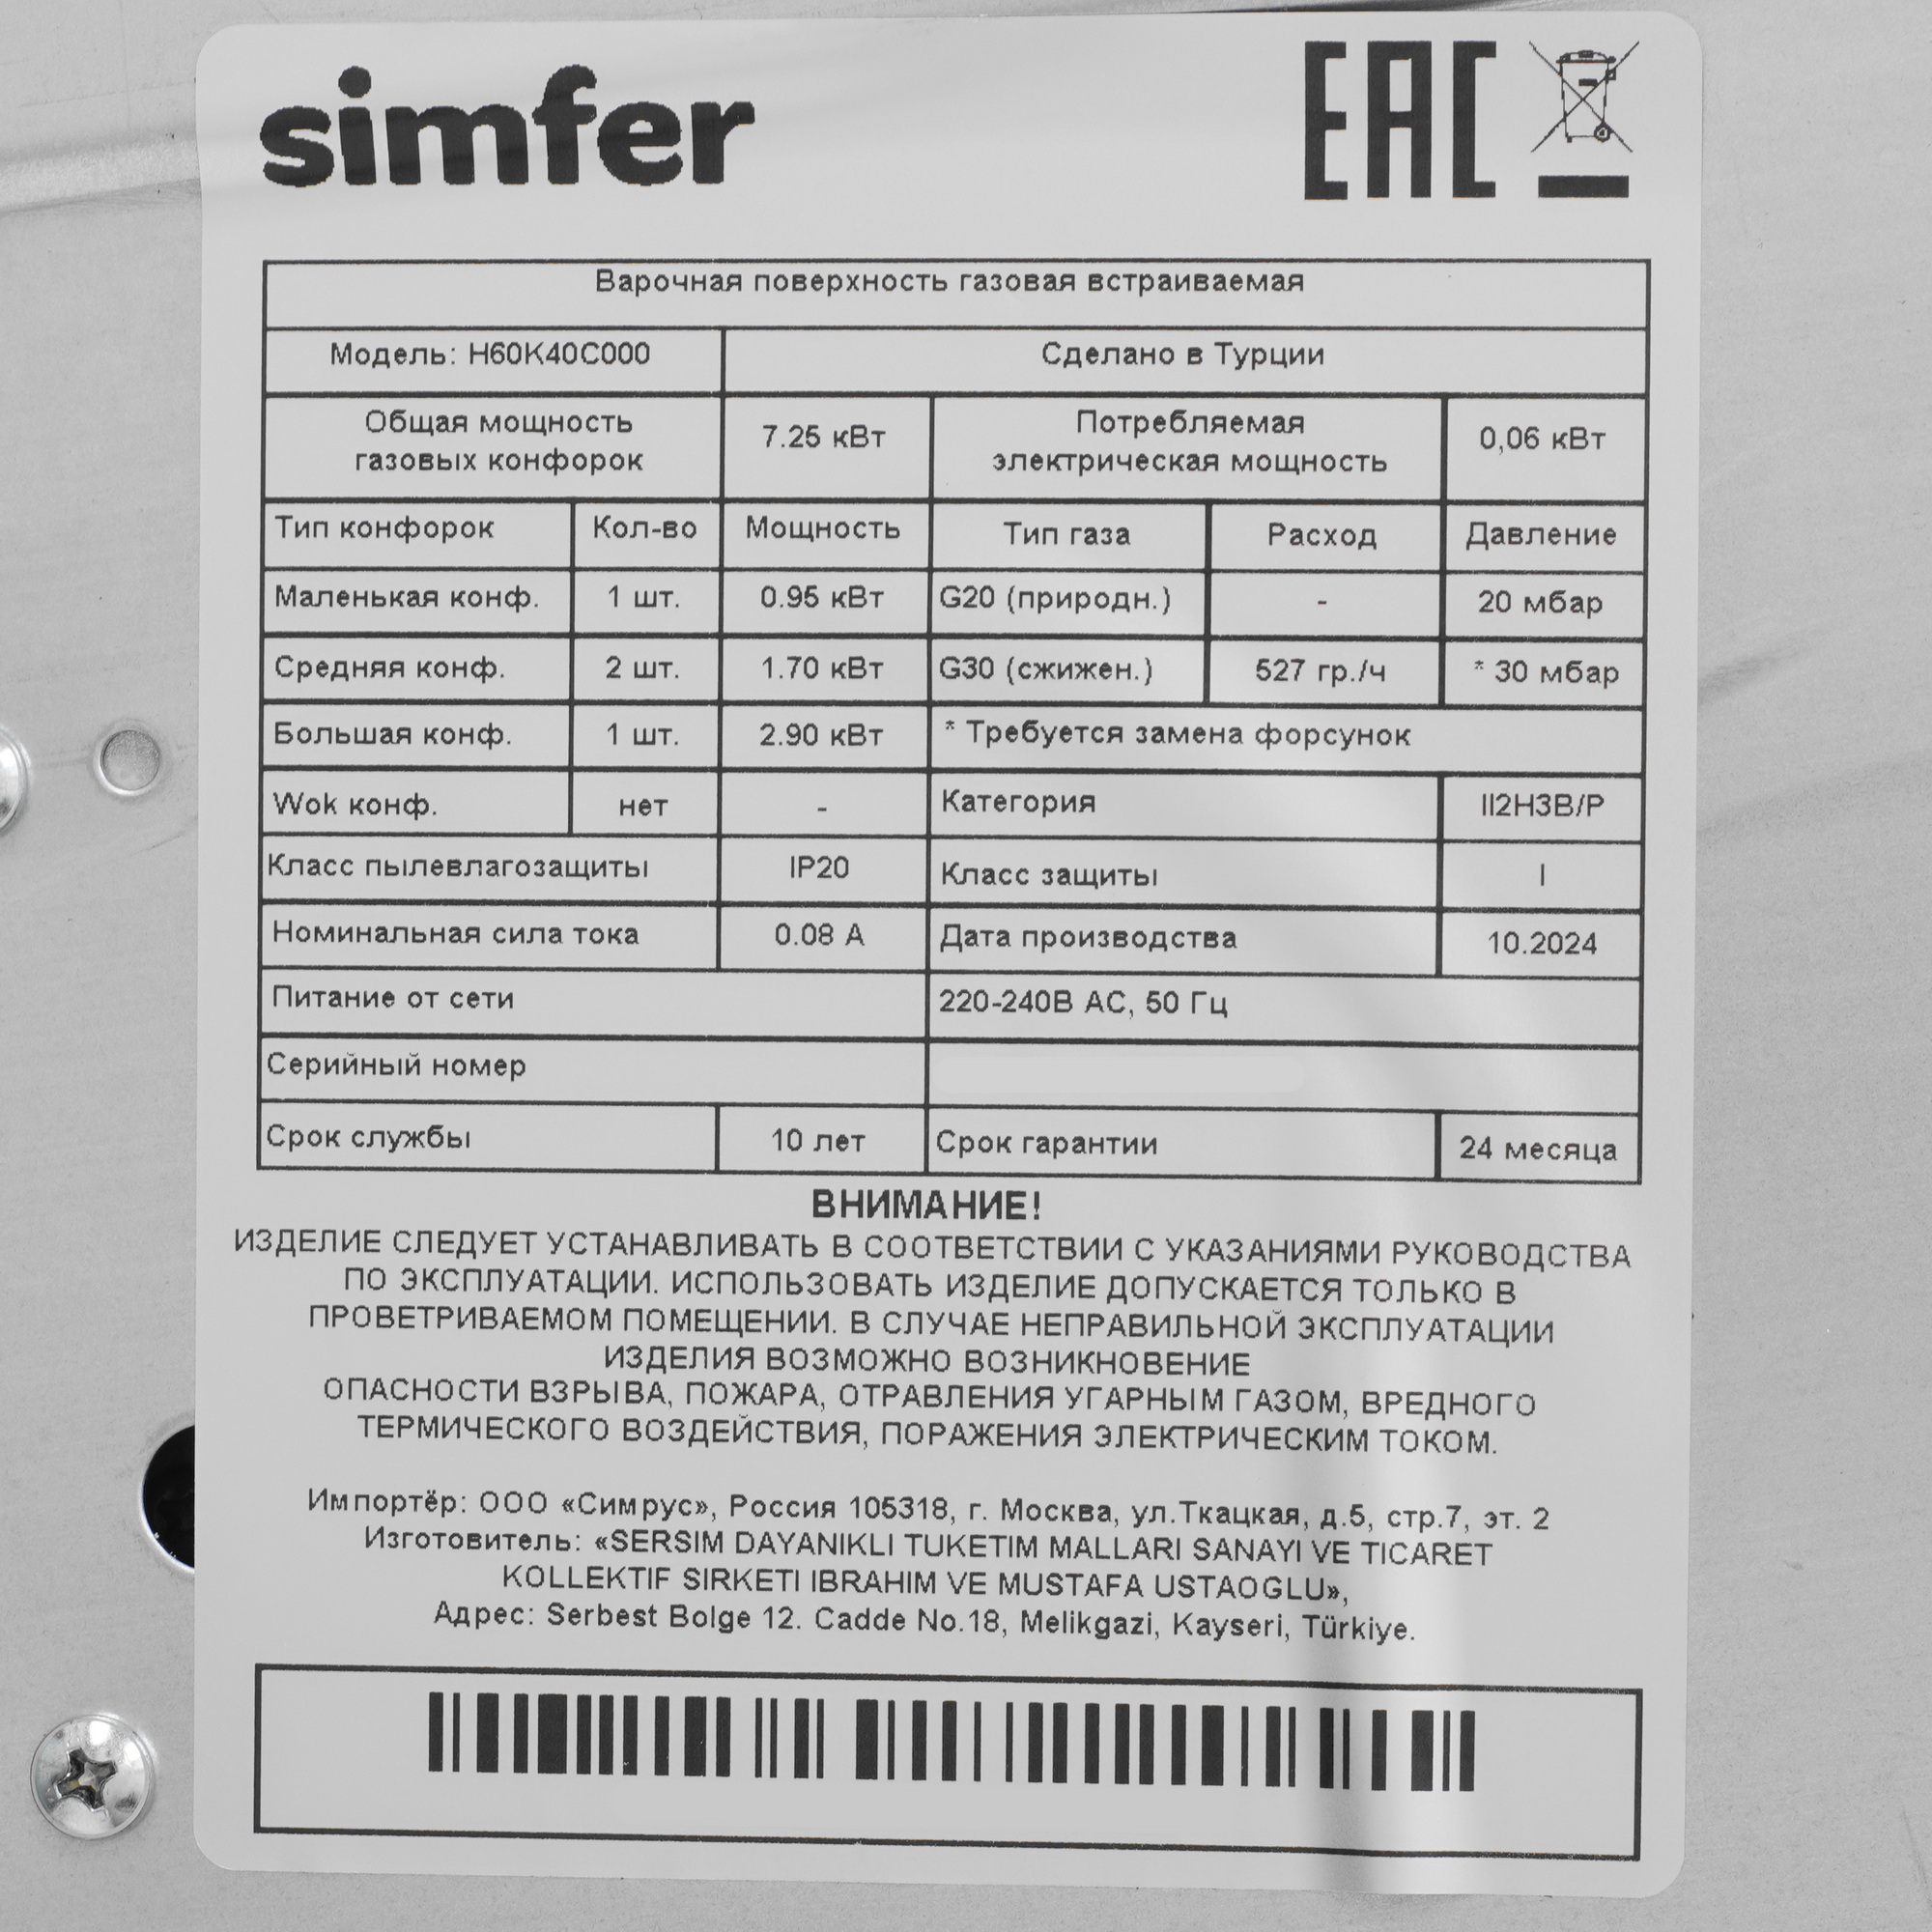 simfer
EAC
Варочная поверхность газовая встраиваемая
Модель: H60K40C000 Сделано в Турции
Общая мощность газовых конфорок 7.25 кВт Потребляемая электрическая мощность 0,06 кВт
Тип конфорок Кол-во Мощность Тип газа Расход Давление
Маленькая конф. 1 шт. 0.95 кВт G20 (природн.) - 20 мбар
Средняя конф. 2 шт. 1.70 кВт G30 (сжижен.) 527 гр./ч * 30 мбар
Большая конф. 1 шт. 2.90 кВт * Требуется замена форсунок
Wok конф. нет - Категория II2H3B/P
Класс пылевлагозащиты IP20 Класс защиты I
Номинальная сила тока 0.08 А Дата производства 10.2024
Питание от сети 220-240В AC, 50 Гц
Серийный номер
Срок службы 10 лет Срок гарантии 24 месяца
ВНИМАНИЕ!
ИЗДЕЛИЕ СЛЕДУЕТ УСТАНАВЛИВАТЬ В СООТВЕТСТВИИ С УКАЗАНИЯМИ РУКОВОДСТВА
ПО ЭКСПЛУАТАЦИИ. ИСПОЛЬЗОВАТЬ ИЗДЕЛИЕ ДОПУСКАЕТСЯ ТОЛЬКО В
ПРОВЕТРИВАЕМОМ ПОМЕЩЕНИИ. В СЛУЧАЕ НЕПРАВИЛЬНОЙ ЭКСПЛУАТАЦИИ
ИЗДЕЛИЯ ВОЗМОЖНО ВОЗНИКНОВЕНИЕ
ОПАСНОСТИ ВЗРЫВА, ПОЖАРА, ОТРАВЛЕНИЯ УГАРНЫМ ГАЗОМ, ВРЕДНОГО
ТЕРМИЧЕСКОГО ВОЗДЕЙСТВИЯ, ПОРАЖЕНИЯ ЭЛЕКТРИЧЕСКИМ ТОКОМ.
Импортёр: ООО «Симрус», Россия 105318, г. Москва, ул.Ткацкая, д.5, стр.7, эт. 2
Изготовитель: «SERSIM DAYANIKLI TUKETIM MALLARI SANAYI VE TICARET
KOLLEKTIF SIRKETI IBRAHIM VE MUSTAFA USTAOGLU»,
Адрес: Serbest Bolge 12. Cadde No.18, Melikgazi, Kayseri, Türkiye.